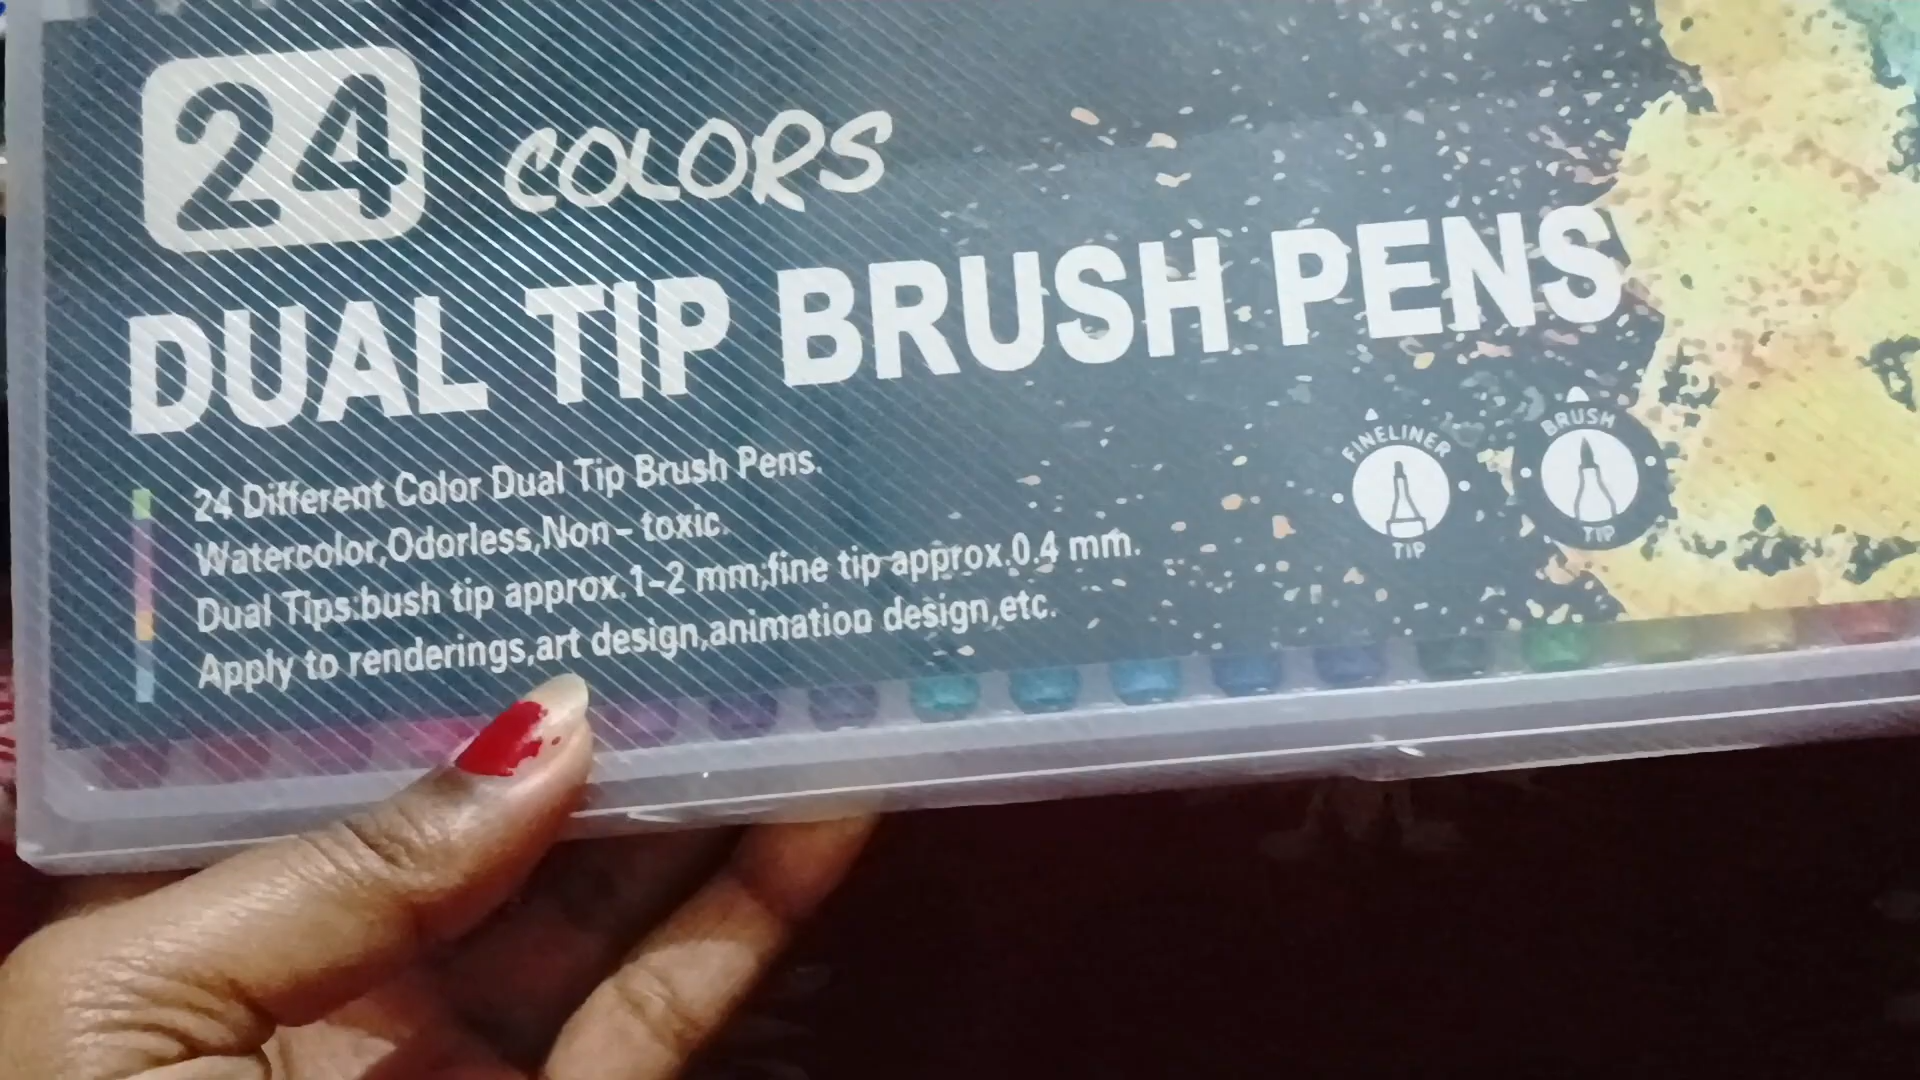 24 COLORS
DUAL TIP BRUSH PENS
24 Different Color Dual Tip Brush Pens.
Watercolor,Odorless,Non-toxic.
Dual Tips:bush tip approx.1-2 mm;fine tip approx.0.4 mm.
Apply to renderings,art design,animation design,etc.
FINELINER
TIP
BRUSH
TIP